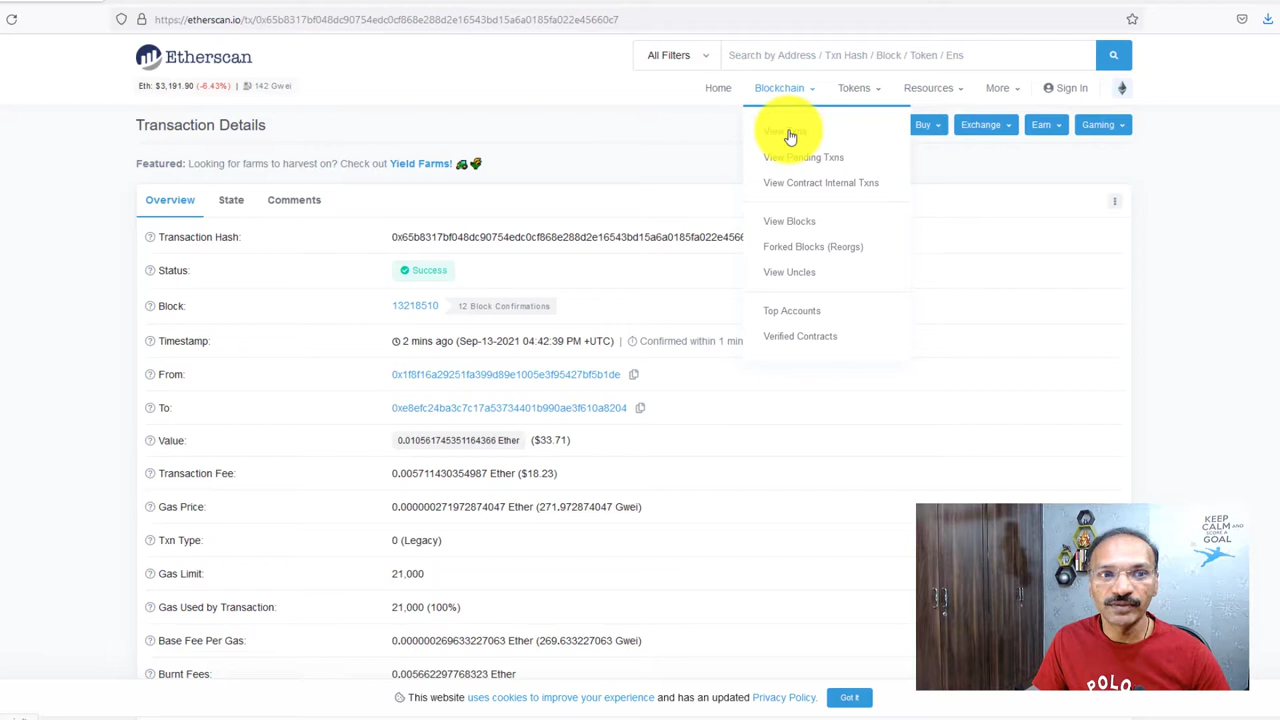 https://etherscan.io/tx/0x65b8317bf048dc90754edc0cf868e288d2e16543bd15a6a0185fa022e45660c7
Etherscan
All Filters
Search by Address / Txn Hash / Block / Token / Ens
Eth: $3,191.90 (-6.43%) | 142 Gwei
Home
Blockchain
Tokens
Resources
More
Sign In
Transaction Details
Buy
Exchange
Earn
Gaming
View Txns
View Pending Txns
View Contract Internal Txns
View Blocks
Forked Blocks (Reorgs)
View Uncles
Top Accounts
Verified Contracts
Featured: Looking for farms to harvest on? Check out Yield Farms!
Overview
State
Comments
Transaction Hash: 0x65b8317bf048dc90754edc0cf868e288d2e16543bd15a6a0185fa022e4566
Status: Success
Block: 13218510 12 Block Confirmations
Timestamp: 2 mins ago (Sep-13-2021 04:42:39 PM +UTC) | Confirmed within 1 min
From: 0x1f8f16a29251fa399d89e1005e3f95427bf5b1de
To: 0xe8efc24ba3c7c17a53734401b990ae3f610a8204
Value: 0.010561745351164366 Ether ($33.71)
Transaction Fee: 0.005711430354987 Ether ($18.23)
Gas Price: 0.000000271972874047 Ether (271.972874047 Gwei)
Txn Type: 0 (Legacy)
Gas Limit: 21,000
Gas Used by Transaction: 21,000 (100%)
Base Fee Per Gas: 0.000000269633227063 Ether (269.633227063 Gwei)
Burnt Fees: 0.005662297768323 Ether
KEEP
CALM
AND
SCORE A
GOAL
POLO
This website uses cookies to improve your experience and has an updated Privacy Policy.
Got It